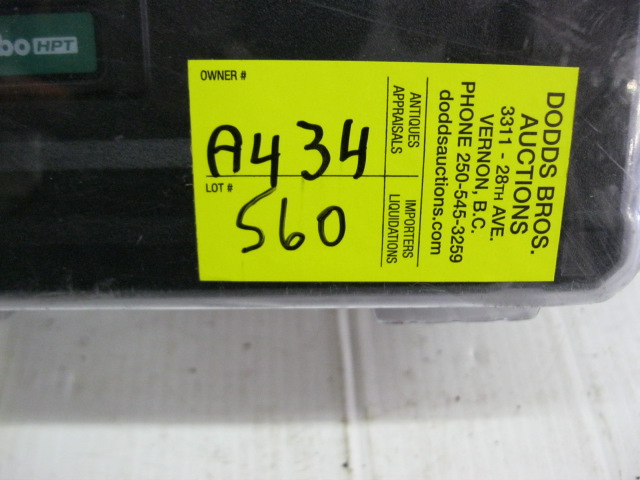 bo HPT
OWNER #
A434
LOT #
560
ANTIQUES
APPRAISALS
IMPORTERS
LIQUIDATIONS
DODDS BROS.
AUCTIONS
3311 - 28TH AVE.
VERNON, B.C.
PHONE 250-545-3259
doddsauctions.com